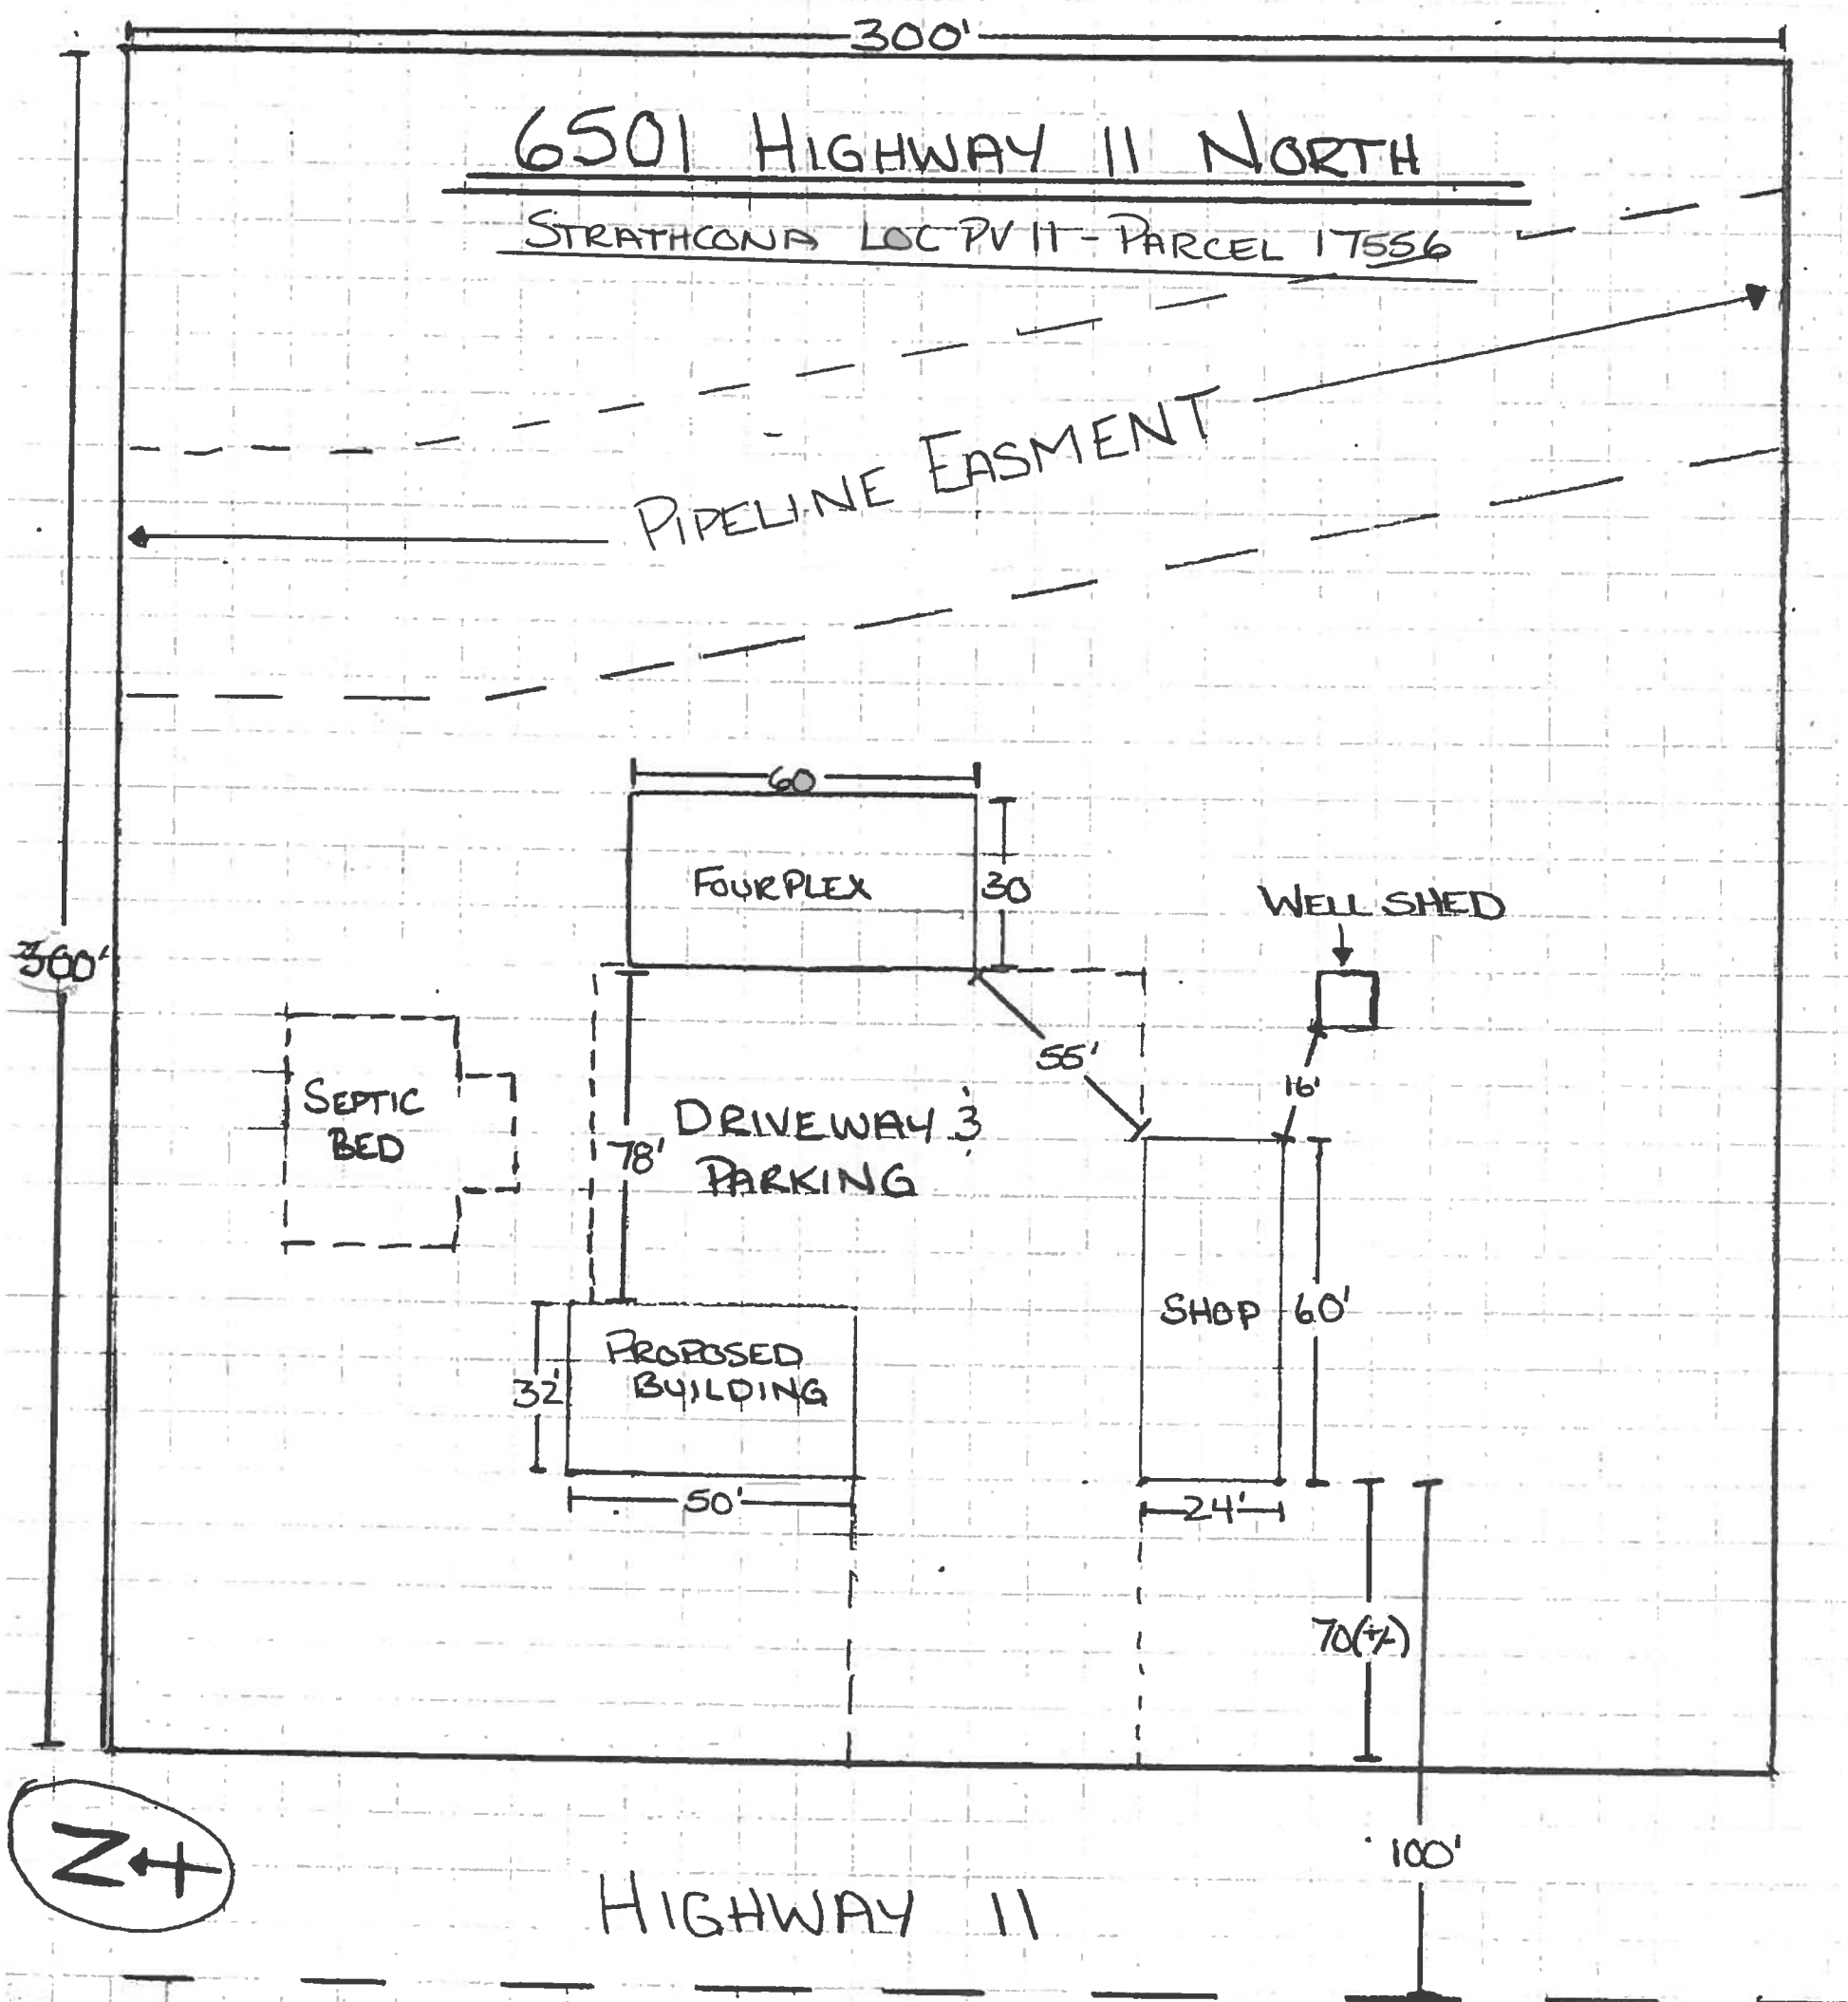 300'
6501 HIGHWAY 11 NORTH
STRATHCONA LOC PV 11 - PARCEL 17556
PIPELINE EASMENT
60
FOURPLEX
30
WELL SHED
300'
55'
16'
SEPTIC
BED
78'
DRIVEWAY &
PARKING
SHOP
60'
PROPOSED
BUILDING
32'
50'
24'
70(+/-)
100'
N
HIGHWAY 11